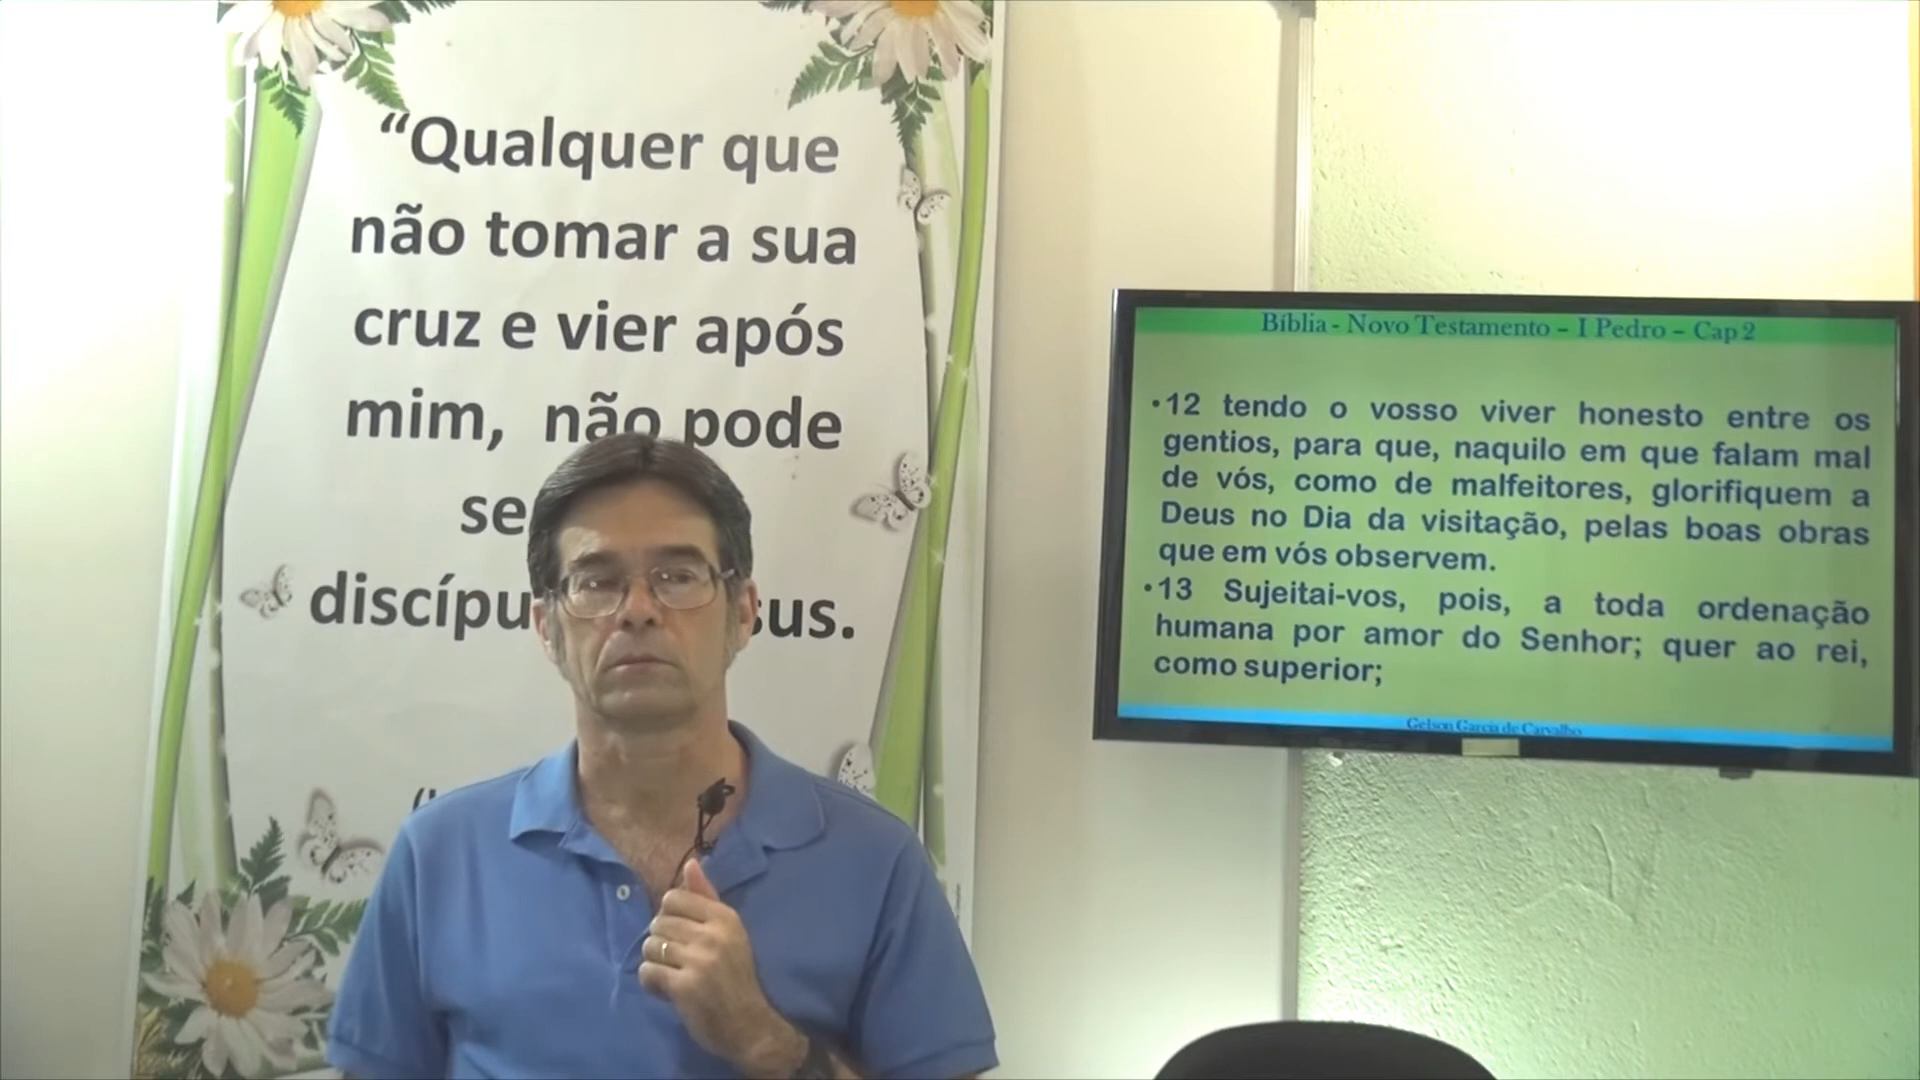 “Qualquer que
não tomar a sua
cruz e vier após
mim, não pode
discípu sus.
Bíblia - Novo Testamento – I Pedro – Cap 2
•12 tendo o vosso viver honesto entre os
gentios, para que, naquilo em que falam mal
de vós, como de malfeitores, glorifiquem a
Deus no Dia da visitação, pelas boas obras
que em vós observem.
•13 Sujeitai-vos, pois, a toda ordenação
humana por amor do Senhor; quer ao rei,
como superior;
Gelson Garcia de Carvalho